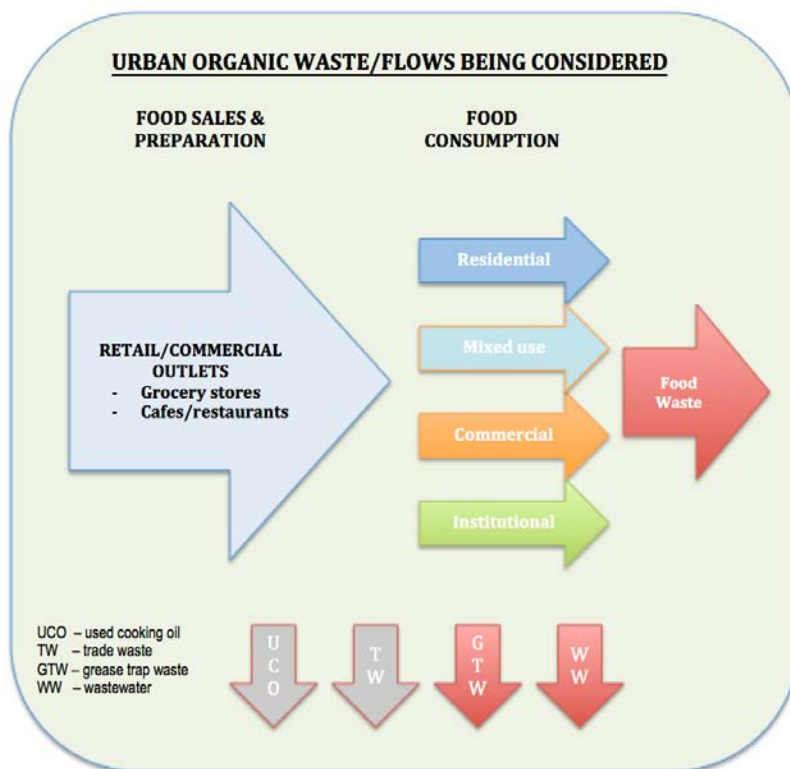 URBAN ORGANIC WASTE/FLOWS BEING CONSIDERED
FOOD SALES &
PREPARATION
FOOD
CONSUMPTION
RETAIL/COMMERCIAL
OUTLETS
- Grocery stores
- Cafes/restaurants
Residential
Mixed use
Commercial
Institutional
Food
Waste
UCO – used cooking oil
TW – trade waste
GTW – grease trap waste
WW – wastewater
U
C
O
T
W
G
T
W
W
W